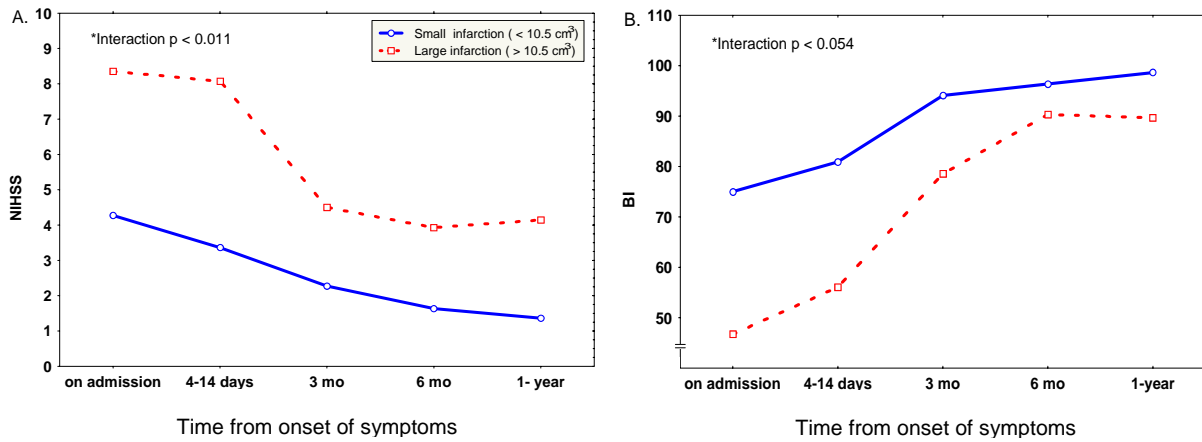 A.
*Interaction p < 0.011
Small infarction ( < 10.5 cm³)
Large infarction ( > 10.5 cm³)
NIHSS
10
9
8
7
6
5
4
3
2
1
0
on admission 4-14 days 3 mo 6 mo 1- year
Time from onset of symptoms
B.
*Interaction p < 0.054
BI
110
100
90
80
70
60
50
on admission 4-14 days 3 mo 6 mo 1-year
Time from onset of symptoms